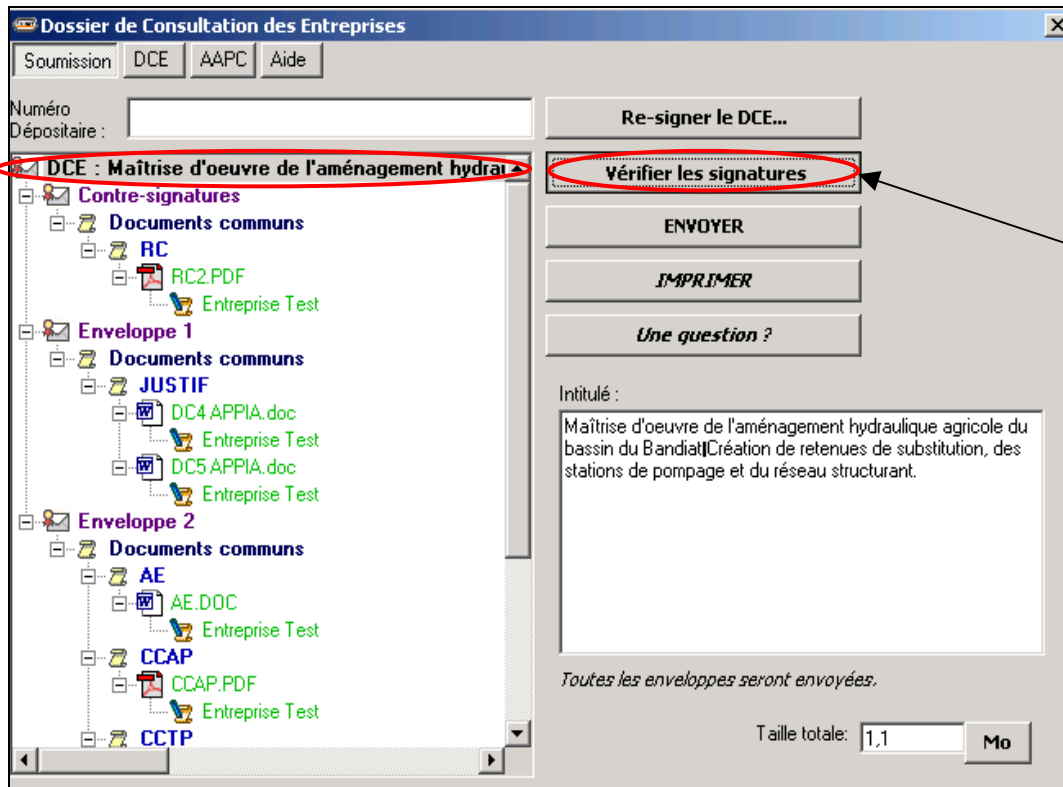 Dossier de Consultation des Entreprises
Soumission DCE AAPC Aide
Numéro
Dépositaire :
Re-signer le DCE...
DCE : Maîtrise d'oeuvre de l'aménagement hydrau
Vérifier les signatures
Contre-signatures
Documents communs
ENVOYER
RC
RC2.PDF
IMPRIMER
Entreprise Test
Enveloppe 1
Une question ?
Documents communs
JUSTIF
DC4 APPIA.doc
Entreprise Test
DC5 APPIA.doc
Entreprise Test
Enveloppe 2
Documents communs
AE
AE.DOC
Entreprise Test
CCAP
CCAP.PDF
Entreprise Test
CCTP
Intitulé :
Maîtrise d'oeuvre de l'aménagement hydraulique agricole du
bassin du Bandiat|Création de retenues de substitution, des
stations de pompage et du réseau structurant.
Toutes les enveloppes seront envoyées.
Taille totale: 1,1 Mo